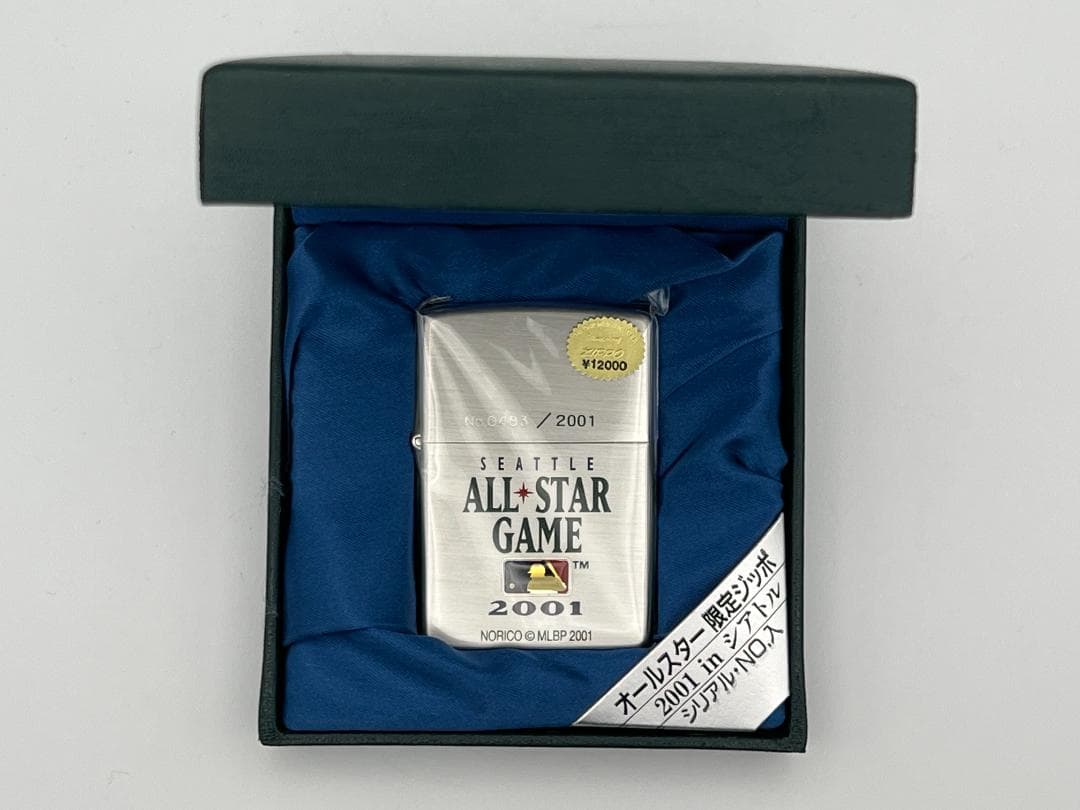 ¥12000
No.0483 / 2001
SEATTLE
ALL★STAR
GAME
TM
2001
NORICO © MLBP 2001
オールスター 限定ジッポ
2001 in シアトル
シリアル・NO.入